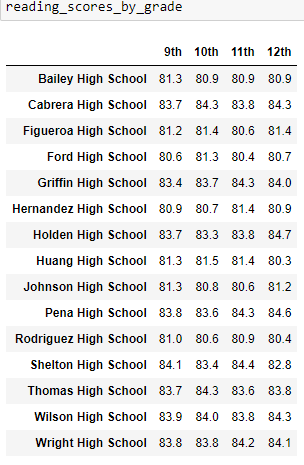 reading_scores_by_grade
9th 10th 11th 12th
Bailey High School 81.3 80.9 80.9 80.9
Cabrera High School 83.7 84.3 83.8 84.3
Figueroa High School 81.2 81.4 80.6 81.4
Ford High School 80.6 81.3 80.4 80.7
Griffin High School 83.4 83.7 84.3 84.0
Hernandez High School 80.9 80.7 81.4 80.9
Holden High School 83.7 83.3 83.8 84.7
Huang High School 81.3 81.5 81.4 80.3
Johnson High School 81.3 80.8 80.6 81.2
Pena High School 83.8 83.6 84.3 84.6
Rodriguez High School 81.0 80.6 80.9 80.4
Shelton High School 84.1 83.4 84.4 82.8
Thomas High School 83.7 84.3 83.6 83.8
Wilson High School 83.9 84.0 83.8 84.3
Wright High School 83.8 83.8 84.2 84.1